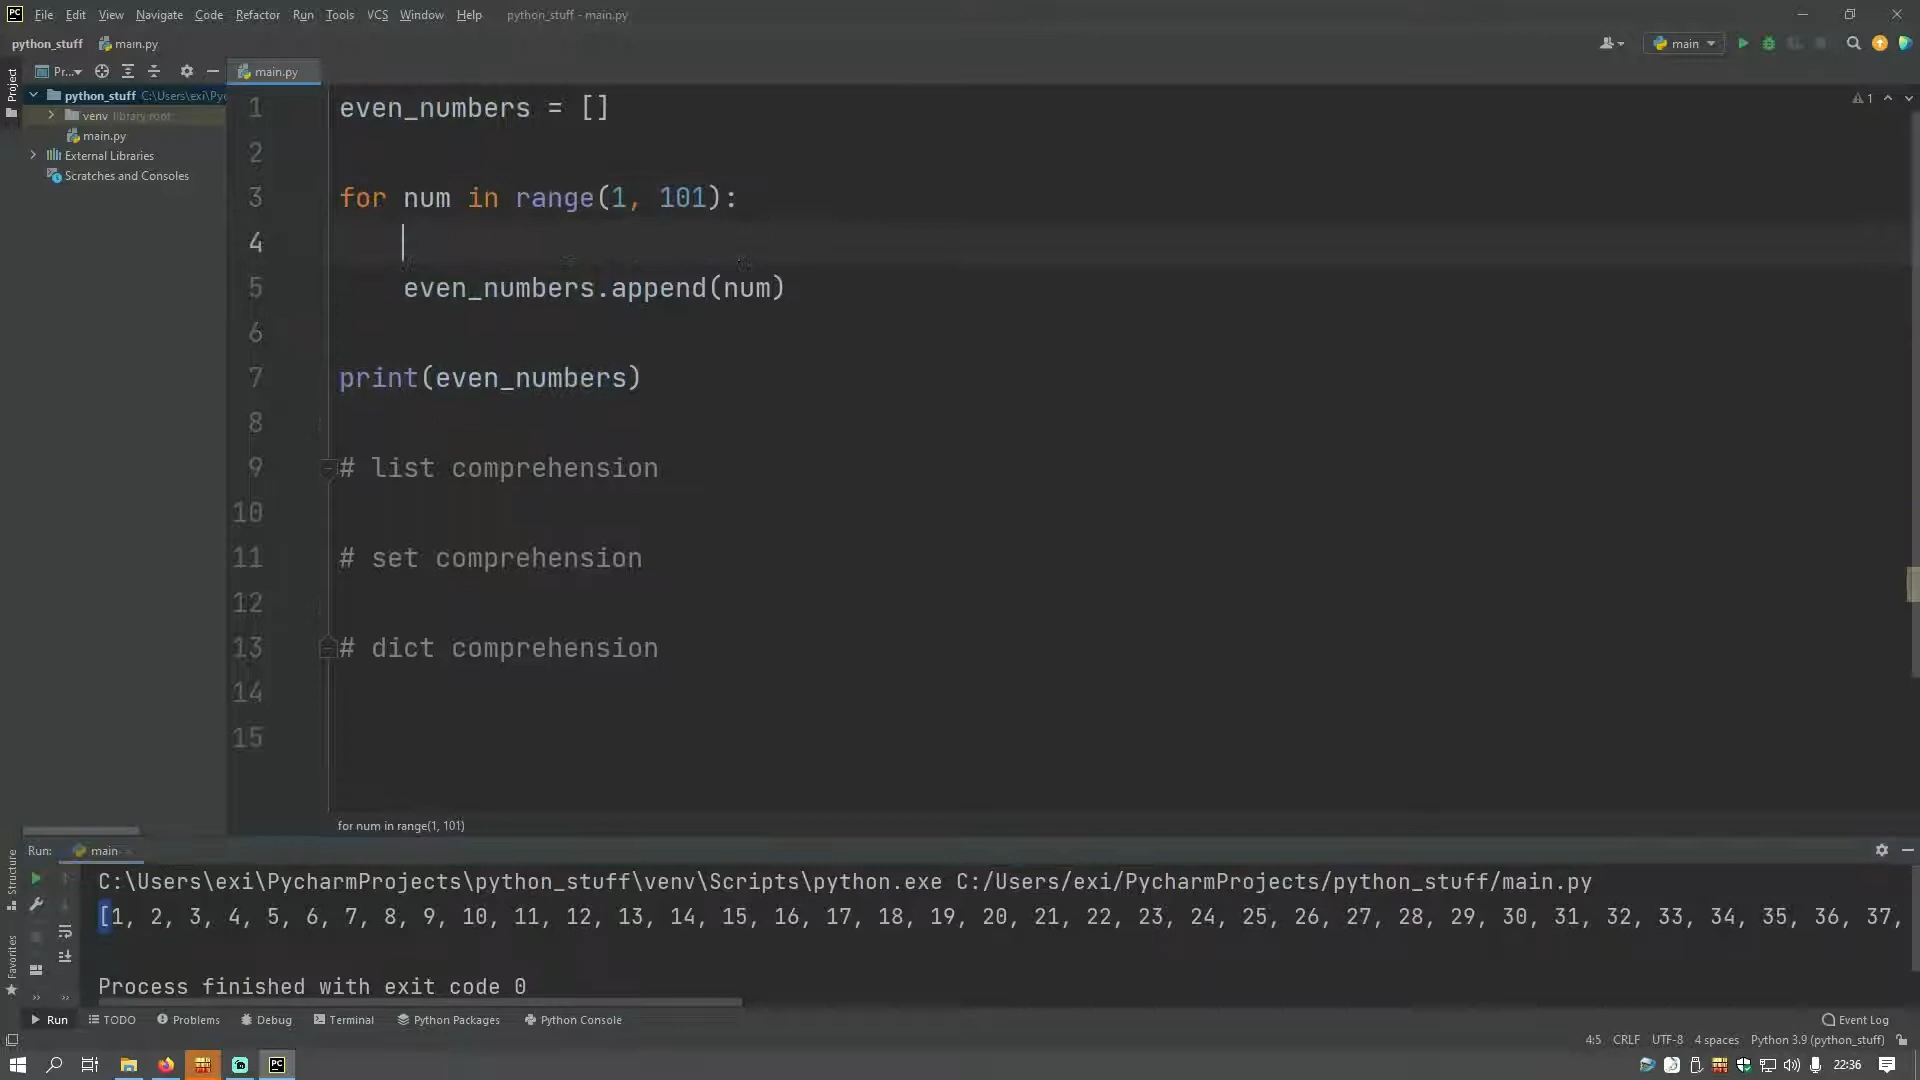 PC File Edit View Navigate Code Refactor Run Tools VCS Window Help python_stuff - main.py
python_stuff main.py main
Project Pr... main.py
python_stuff C:\Users\exi\Pyc
venv library root
main.py
External Libraries
Scratches and Consoles
1 even_numbers = []
2
3 for num in range(1, 101):
4
5 even_numbers.append(num)
6
7 print(even_numbers)
8
9 # list comprehension
10
11 # set comprehension
12
13 # dict comprehension
14
15
1
for num in range(1, 101)
Run: main
Structure
Favorites
C:\Users\exi\PycharmProjects\python_stuff\venv\Scripts\python.exe C:/Users/exi/PycharmProjects/python_stuff/main.py
[1, 2, 3, 4, 5, 6, 7, 8, 9, 10, 11, 12, 13, 14, 15, 16, 17, 18, 19, 20, 21, 22, 23, 24, 25, 26, 27, 28, 29, 30, 31, 32, 33, 34, 35, 36, 37,
Process finished with exit code 0
Run TODO Problems Debug Terminal Python Packages Python Console Event Log
4:5 CRLF UTF-8 4 spaces Python 3.9 (python_stuff)
PC 22:36